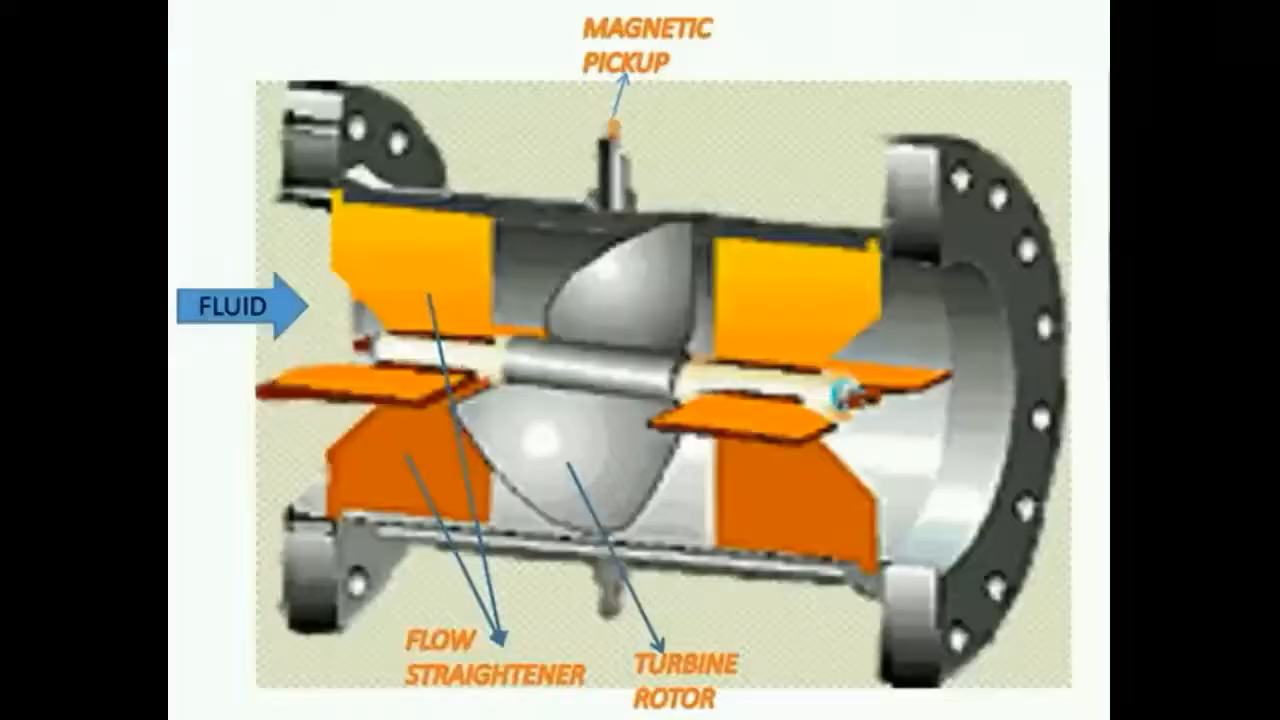 MAGNETIC
PICKUP
FLUID
FLOW
STRAIGHTENER
TURBINE
ROTOR